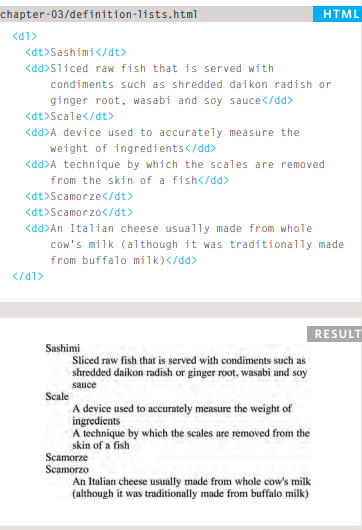 chapter-03/definition-lists.html HTML
<dl>
<dt>Sashimi</dt>
<dd>Sliced raw fish that is served with
condiments such as shredded daikon radish or
ginger root, wasabi and soy sauce</dd>
<dt>Scale</dt>
<dd>A device used to accurately measure the
weight of ingredients</dd>
<dd>A technique by which the scales are removed
from the skin of a fish</dd>
<dt>Scamorze</dt>
<dt>Scamorzo</dt>
<dd>An Italian cheese usually made from whole
cow's milk (although it was traditionally made
from buffalo milk)</dd>
</dl>
RESULT
Sashimi
Sliced raw fish that is served with condiments such as
shredded daikon radish or ginger root, wasabi and soy
sauce
Scale
A device used to accurately measure the weight of
ingredients
A technique by which the scales are removed from the
skin of a fish
Scamorze
Scamorzo
An Italian cheese usually made from whole cow's milk
(although it was traditionally made from buffalo milk)